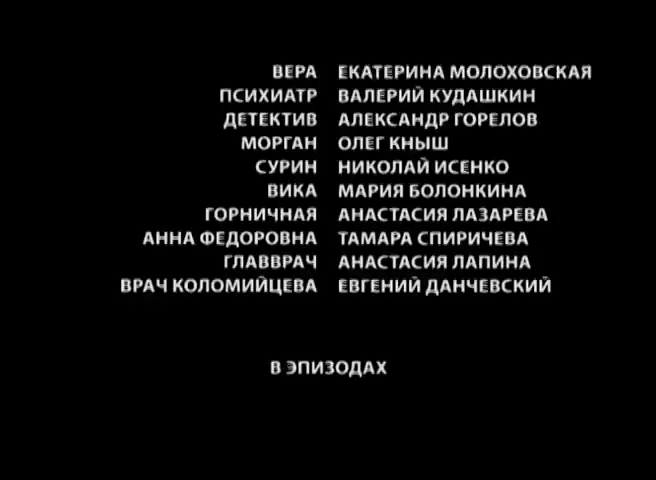 ВЕРА ЕКАТЕРИНА МОЛОХОВСКАЯ
ПСИХИАТР ВАЛЕРИЙ КУДАШКИН
ДЕТЕКТИВ АЛЕКСАНДР ГОРЕЛОВ
МОРГАН ОЛЕГ КНЫШ
СУРИН НИКОЛАЙ ИСЕНКО
ВИКА МАРИЯ БОЛОНКИНА
ГОРНИЧНАЯ АНАСТАСИЯ ЛАЗАРЕВА
АННА ФЕДОРОВНА ТАМАРА СПИРИЧЕВА
ГЛАВВРАЧ АНАСТАСИЯ ЛАПИНА
ВРАЧ КОЛОМИЙЦЕВА ЕВГЕНИЙ ДАНЧЕВСКИЙ
В ЭПИЗОДАХ